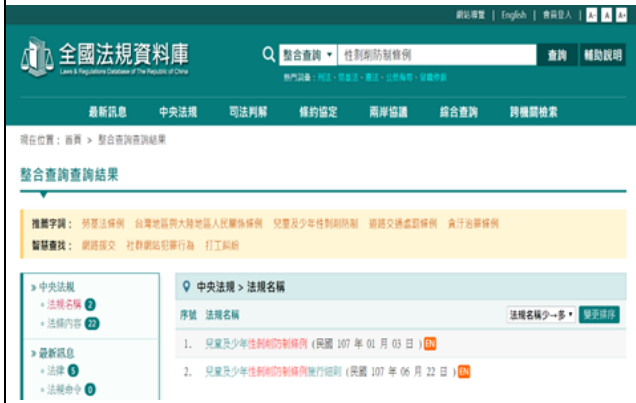 網站導覽 | English | 會員登入 | A- A A+
全國法規資料庫
Laws & Regulations Database of The Republic of China
整合查詢 性剝削防制條例 查詢 輔助說明
最新訊息 中央法規 司法判解 條約協定 兩岸協議 綜合查詢 跨機關檢索
現在位置: 首頁 > 整合查詢查詢結果
整合查詢查詢結果
推薦字詞: 勞基法條例 台灣地區與大陸地區人民關係條例 兒童及少年性剝削防制 道路交通處罰條例 貪汙治罪條例
智慧查找: 網路援交 社群網站犯罪行為 打工糾紛
» 中央法規
法規名稱 2
法條內容 22
» 最新訊息
法律 5
法規命令 0
中央法規 > 法規名稱
序號 法規名稱 法規名稱少→多 變更排序
1. 兒童及少年性剝削防制條例 (民國 107 年 01 月 03 日 ) EN
2. 兒童及少年性剝削防制條例施行細則 (民國 107 年 06 月 22 日 ) EN